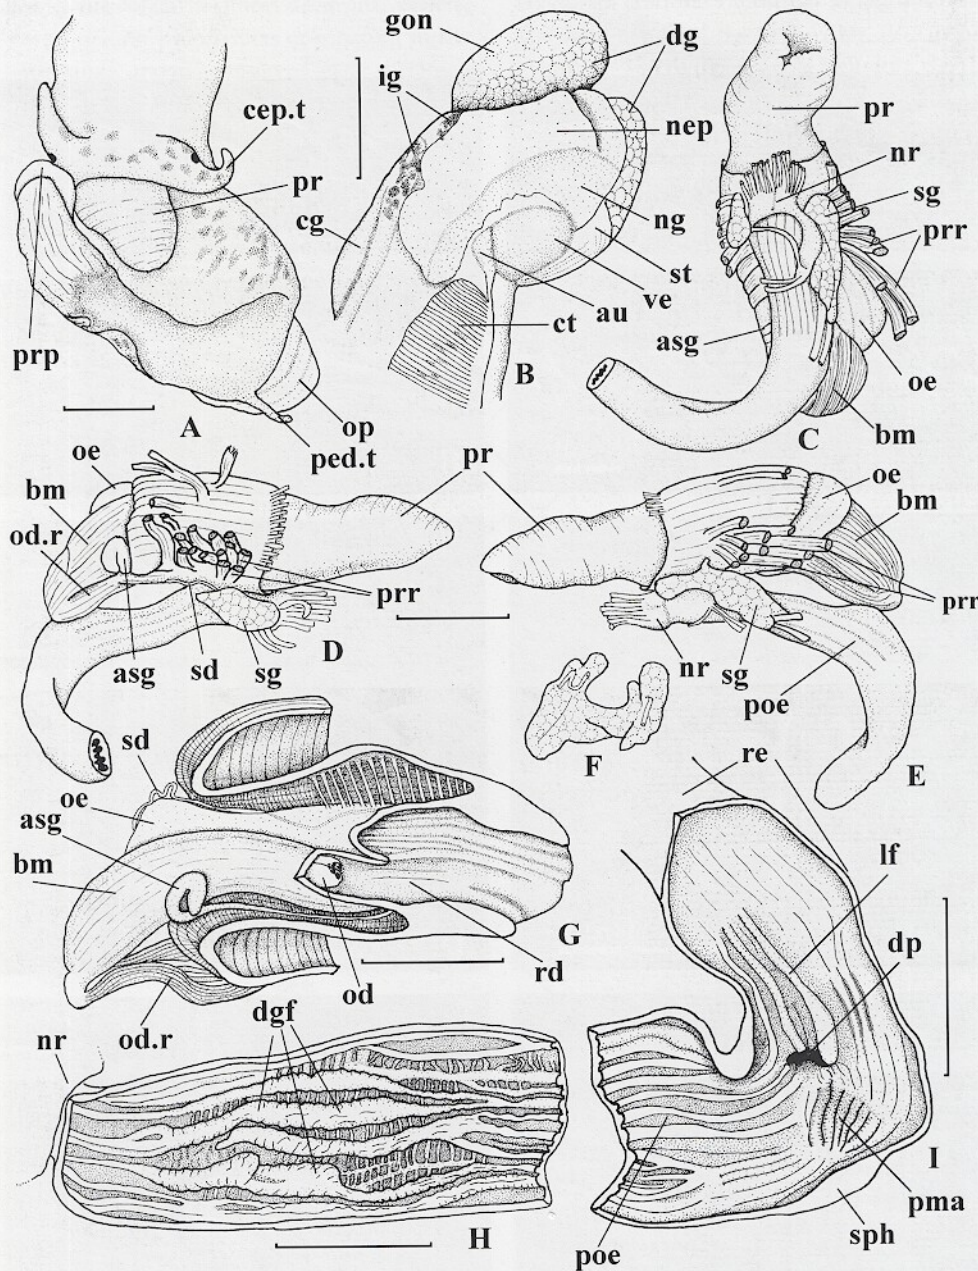 gon
dg
ig
cep.t
pr
nep
pr
nr
sg
cg
ng
prr
st
ve
au
ct
asg
prp
B
oe
A
op
C
bm
ped.t
oe
pr
oe
bm
bm
od.r
prr
prr
asg
sd
sg
D
nr
sg
poe
sd
F
re
E
oe
asg
lf
bm
G
dp
rd
od
nr
od.r
dgf
I
pma
H
sph
poe